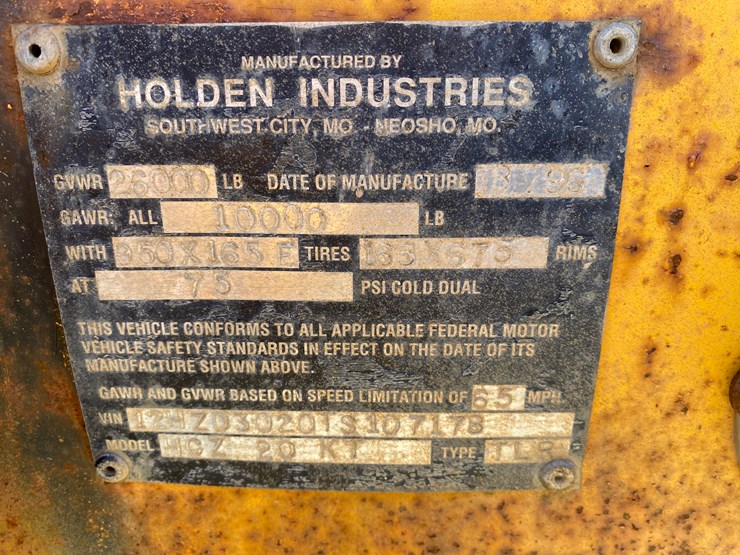 MANUFACTURED BY
HOLDEN INDUSTRIES
SOUTHWEST CITY, MO - NEOSHO, MO.
GVWR 26000 LB DATE OF MANUFACTURE
GAWR: ALL 10000 LB
WITH TIRES RIMS
AT 75 PSI COLD DUAL
THIS VEHICLE CONFORMS TO ALL APPLICABLE FEDERAL MOTOR
VEHICLE SAFETY STANDARDS IN EFFECT ON THE DATE OF ITS
MANUFACTURE SHOWN ABOVE.
GAWR AND GVWR BASED ON SPEED LIMITATION OF 65 MPH
VIN
MODEL 20 KT TYPE TLR